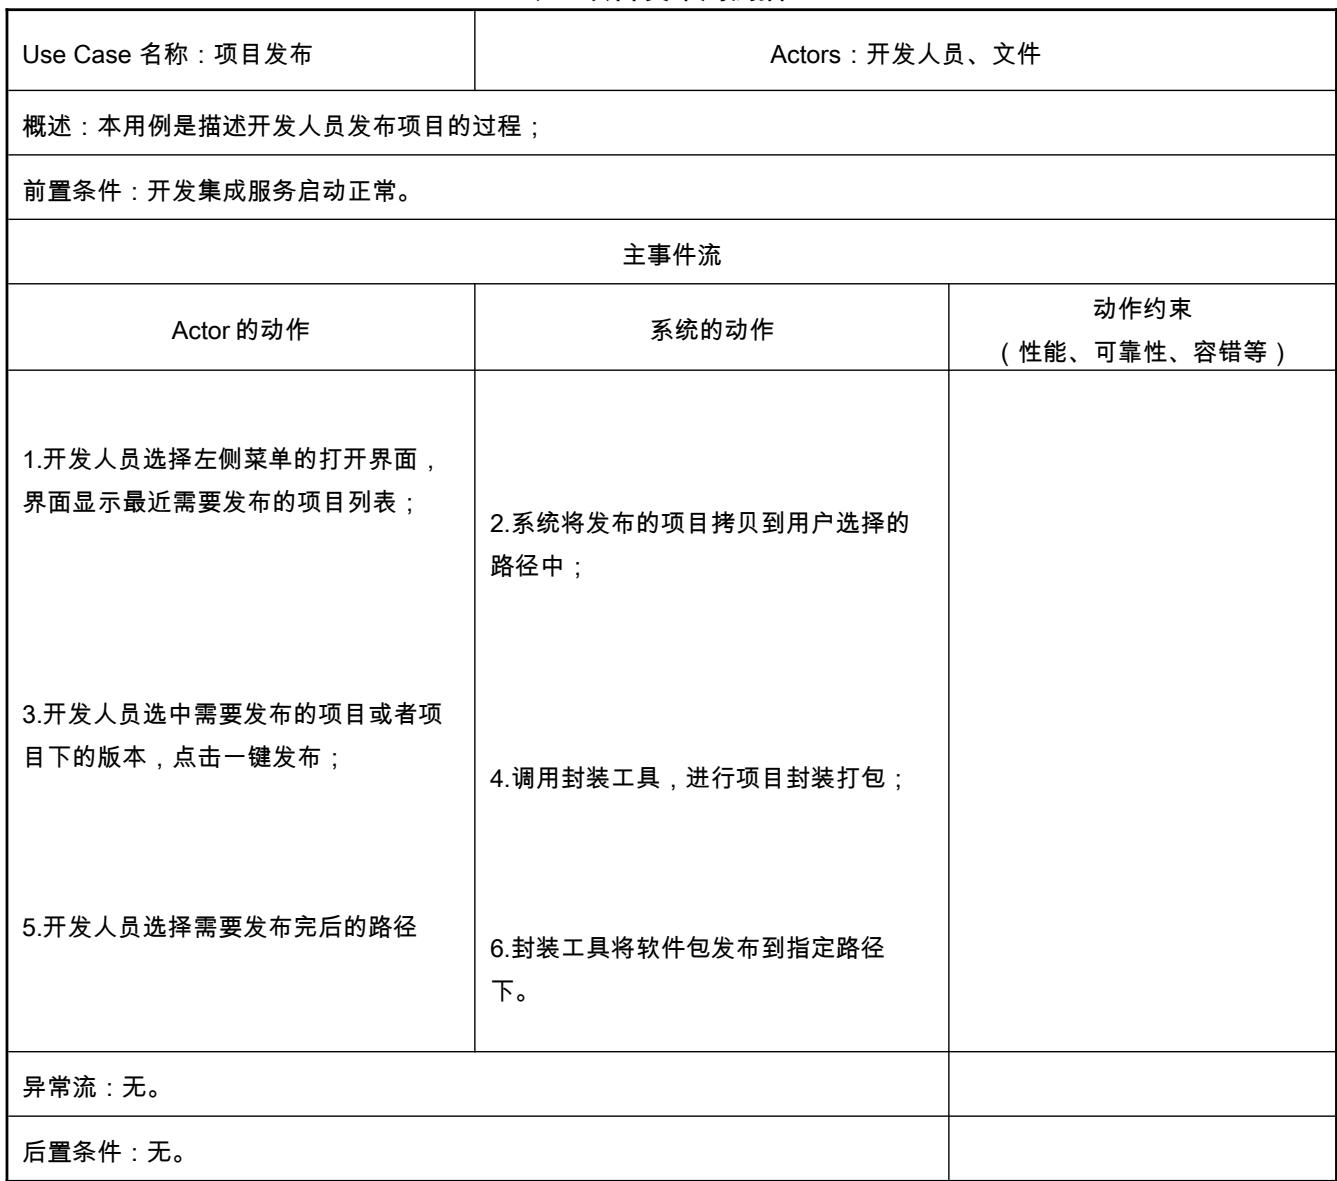 Use Case 名称：项目发布
Actors：开发人员、文件
概述：本用例是描述开发人员发布项目的过程；
前置条件：开发集成服务启动正常。
主事件流
Actor 的动作
系统的动作
动作约束
（性能、可靠性、容错等）
1.开发人员选择左侧菜单的打开界面，
界面显示最近需要发布的项目列表；
2.系统将发布的项目拷贝到用户选择的
路径中；
3.开发人员选中需要发布的项目或者项
目下的版本，点击一键发布；
4.调用封装工具，进行项目封装打包；
5.开发人员选择需要发布完后的路径
6.封装工具将软件包发布到指定路径
下。
异常流：无。
后置条件：无。